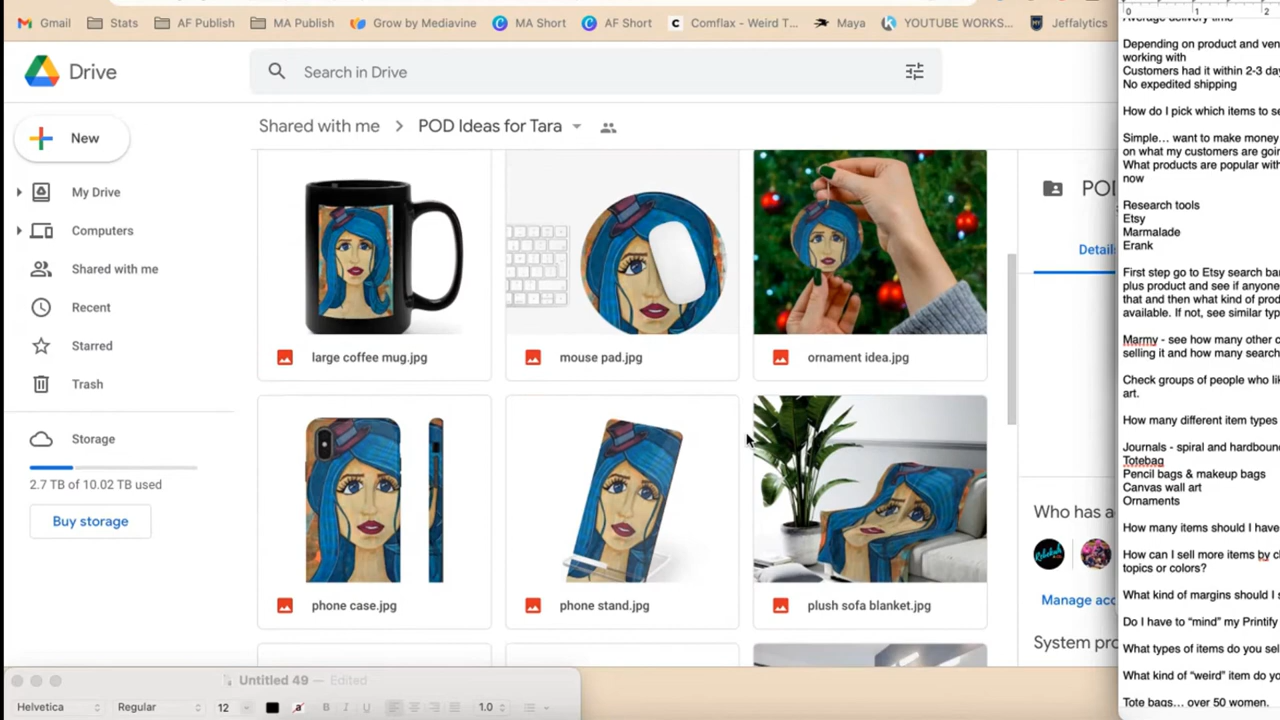 Gmail Stats AF Publish MA Publish Grow by Mediavine MA Short AF Short Comflax - Weird T... Maya YOUTUBE WORKS... Jeffalytics
Drive
Search in Drive
New
My Drive
Computers
Shared with me
Recent
Starred
Trash
Storage
2.7 TB of 10.02 TB used
Buy storage
Shared with me > POD Ideas for Tara
large coffee mug.jpg
mouse pad.jpg
ornament idea.jpg
phone case.jpg
phone stand.jpg
plush sofa blanket.jpg
POD
Details
Who has a
Manage acc
System pro
Untitled 49 — Edited
Helvetica Regular 12 B I U 1.0
0 1 2
Average delivery time
Depending on product and ven
working with
Customers had it within 2-3 day
No expedited shipping
How do I pick which items to se
Simple... want to make money
on what my customers are goin
What products are popular with
now
Research tools
Etsy
Marmalade
Erank
First step go to Etsy search bar
plus product and see if anyone
that and then what kind of prod
available. If not, see similar typ
Marmy - see how many other c
selling it and how many search
Check groups of people who lik
art.
How many different item types
Journals - spiral and hardbound
Totebag
Pencil bags & makeup bags
Canvas wall art
Ornaments
How many items should I have
How can I sell more items by cl
topics or colors?
What kind of margins should I s
Do I have to “mind” my Printify
What types of items do you sel
What kind of “weird” item do yo
Tote bags... over 50 women.